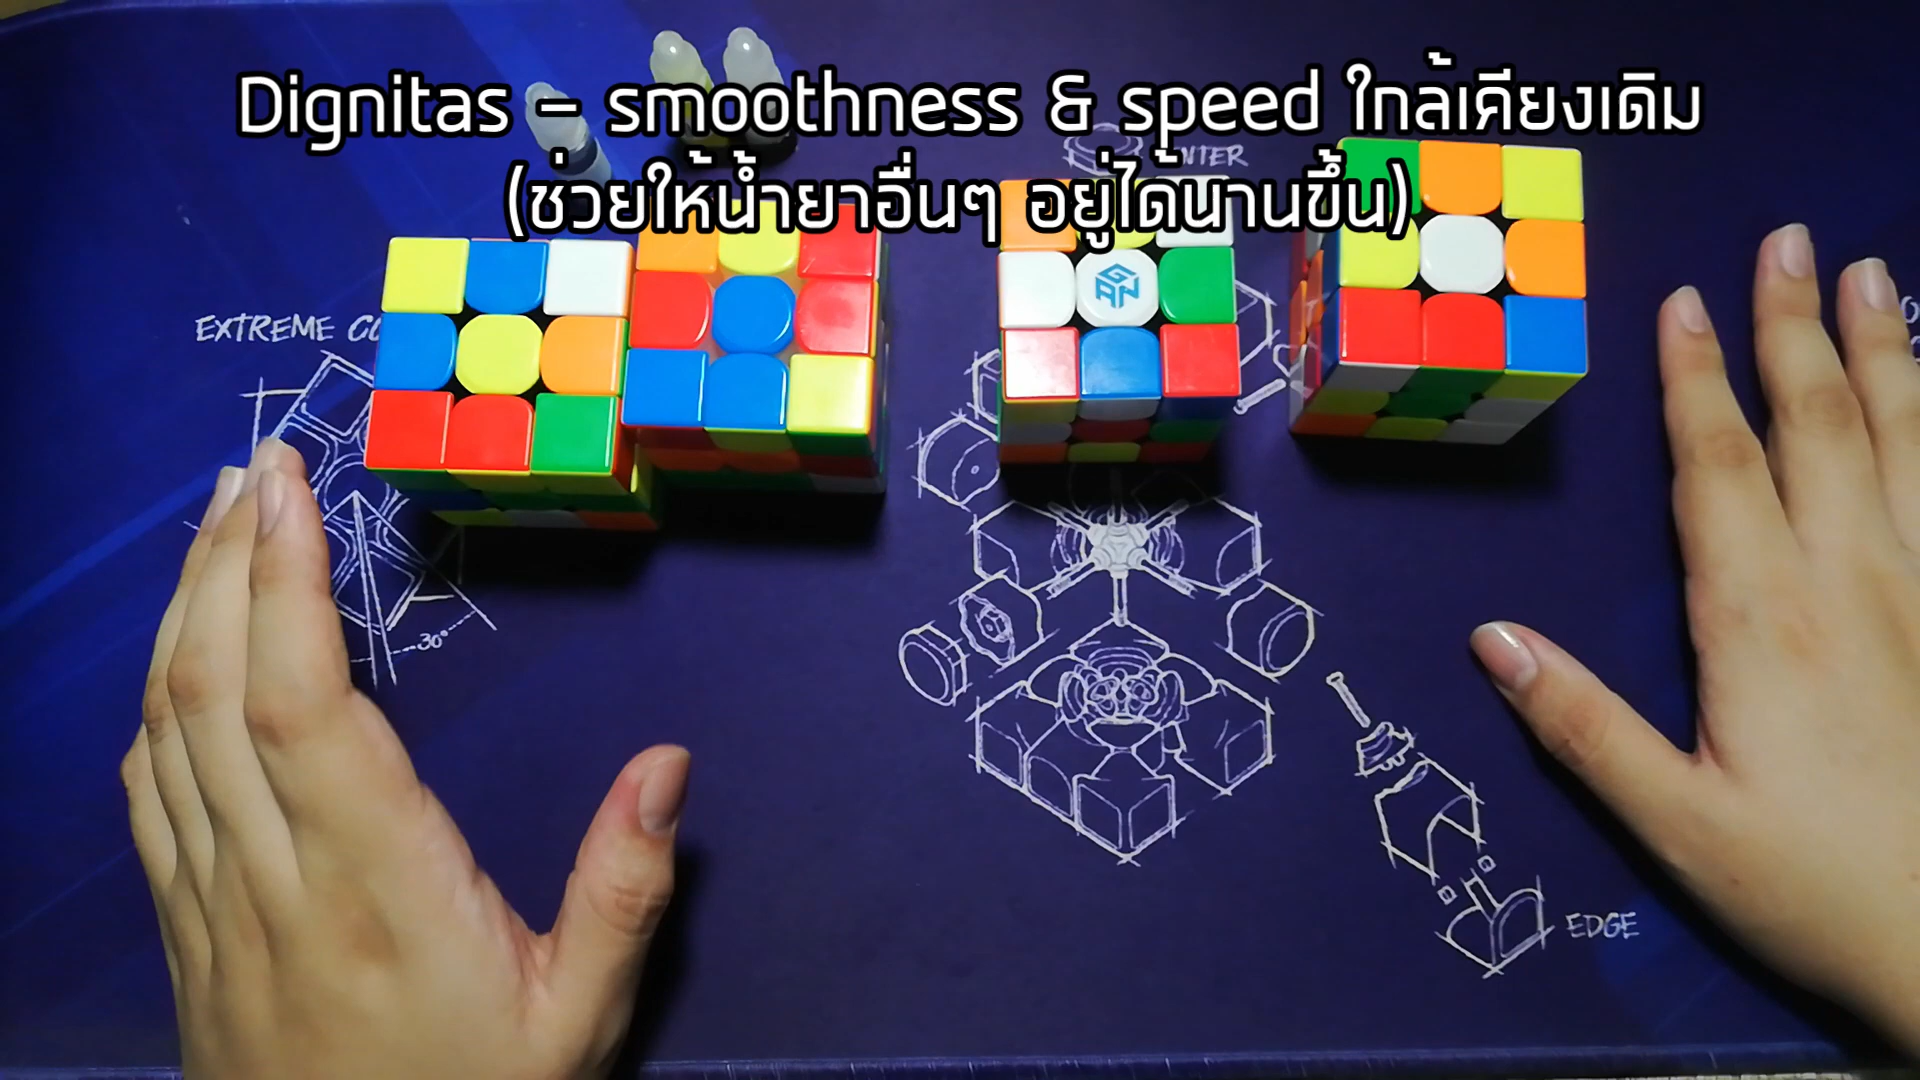 Dignitas – smoothness & speed ใกล้เคียงเดิม
(ช่วยให้น้ำยาอื่นๆ อยู่ได้นานขึ้น)
EXTREME
GAN
30°
EDGE